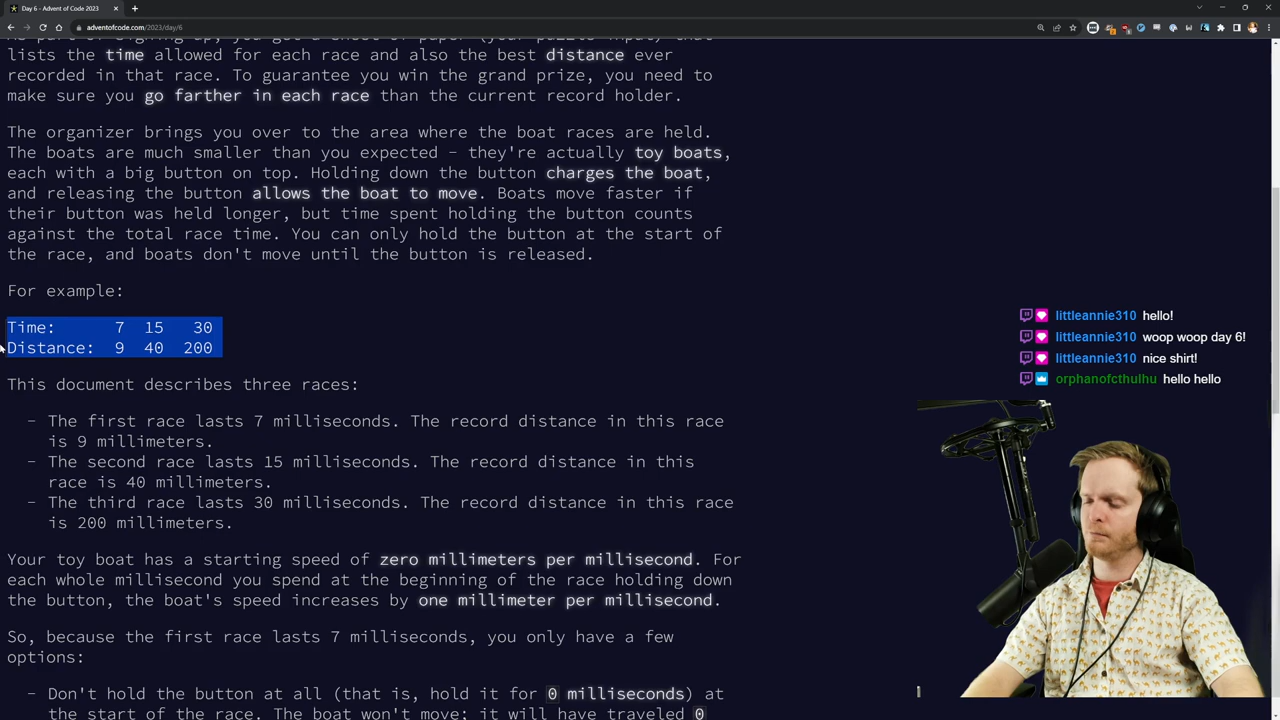 Day 6 - Advent of Code 2023
adventofcode.com/2023/day/6
lists the time allowed for each race and also the best distance ever
recorded in that race. To guarantee you win the grand prize, you need to
make sure you go farther in each race than the current record holder.
The organizer brings you over to the area where the boat races are held.
The boats are much smaller than you expected - they're actually toy boats,
each with a big button on top. Holding down the button charges the boat,
and releasing the button allows the boat to move. Boats move faster if
their button was held longer, but time spent holding the button counts
against the total race time. You can only hold the button at the start of
the race, and boats don't move until the button is released.
For example:
Time: 7 15 30
Distance: 9 40 200
This document describes three races:
- The first race lasts 7 milliseconds. The record distance in this race
is 9 millimeters.
- The second race lasts 15 milliseconds. The record distance in this
race is 40 millimeters.
- The third race lasts 30 milliseconds. The record distance in this race
is 200 millimeters.
Your toy boat has a starting speed of zero millimeters per millisecond. For
each whole millisecond you spend at the beginning of the race holding down
the button, the boat's speed increases by one millimeter per millisecond.
So, because the first race lasts 7 milliseconds, you only have a few
options:
- Don't hold the button at all (that is, hold it for 0 milliseconds) at
the start of the race. The boat won't move; it will have traveled 0
littleannie310 hello!
littleannie310 woop woop day 6!
littleannie310 nice shirt!
orphanofcthulhu hello hello